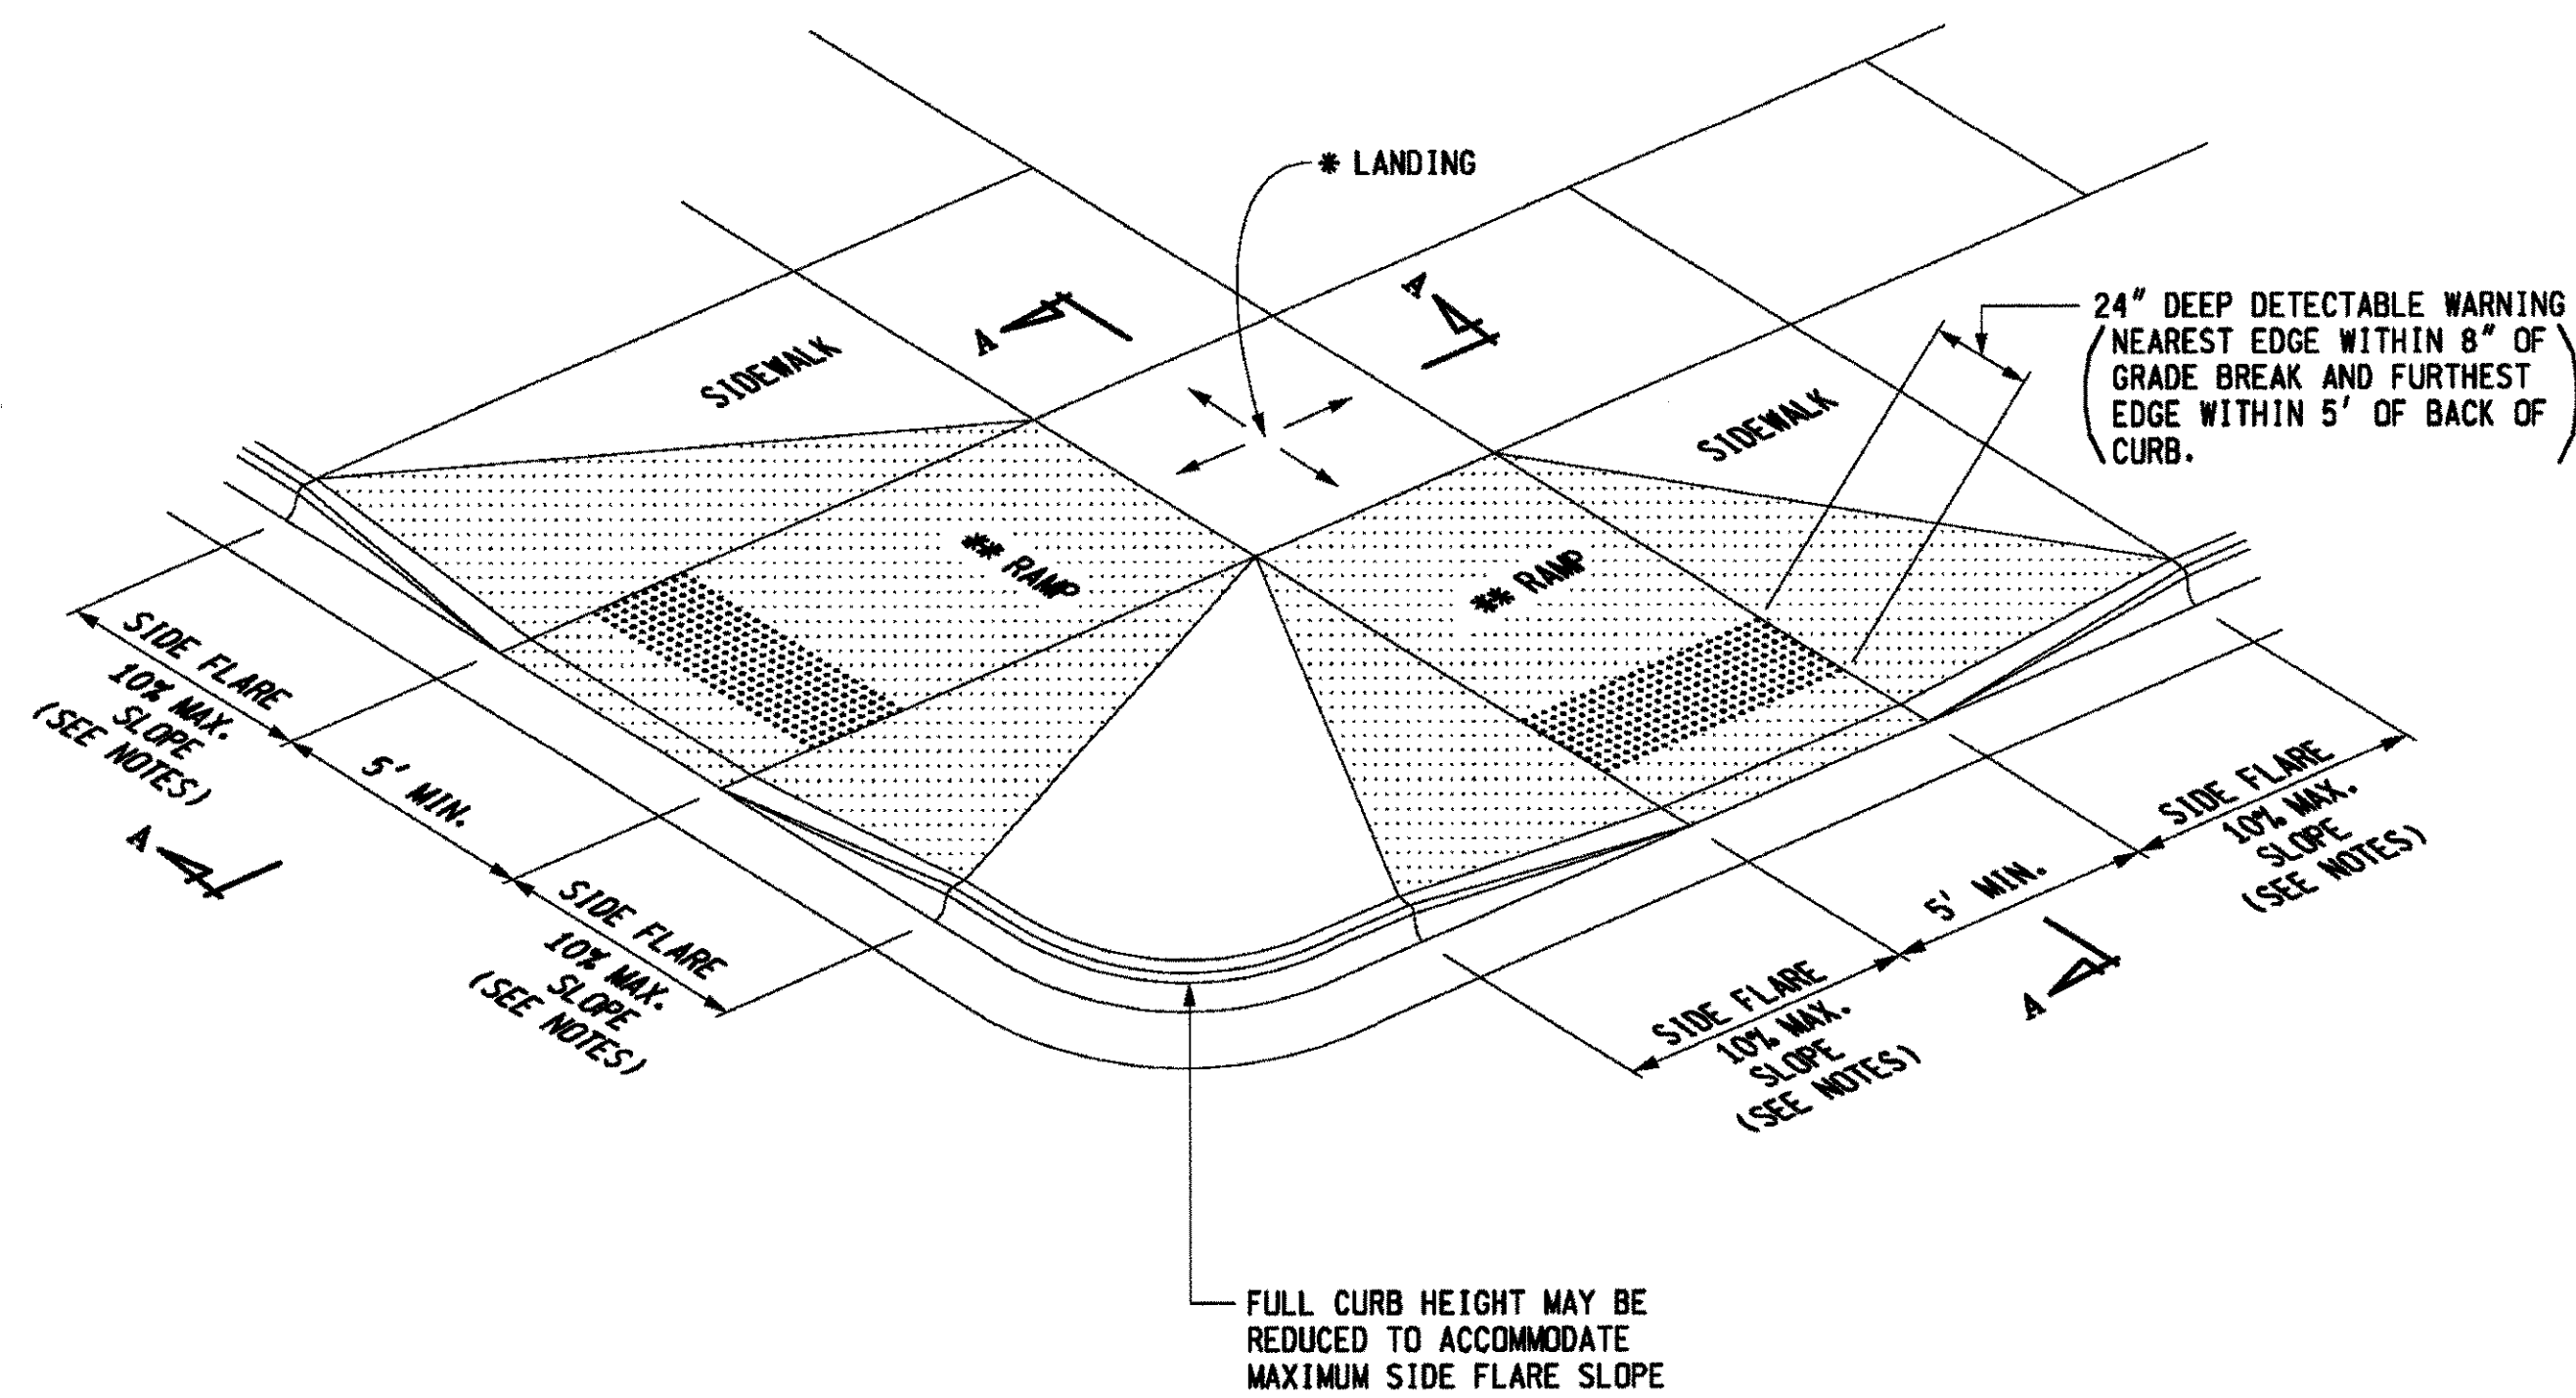 * LANDING
A
A
SIDEWALK
SIDEWALK
24" DEEP DETECTABLE WARNING
(NEAREST EDGE WITHIN 8" OF
GRADE BREAK AND FURTHEST
EDGE WITHIN 5' OF BACK OF
CURB.)
** RAMP
** RAMP
SIDE FLARE
10% MAX.
SLOPE
(SEE NOTES)
5' MIN.
A
SIDE FLARE
10% MAX.
SLOPE
(SEE NOTES)
SIDE FLARE
10% MAX.
SLOPE
(SEE NOTES)
5' MIN.
A
SIDE FLARE
10% MAX.
SLOPE
(SEE NOTES)
FULL CURB HEIGHT MAY BE
REDUCED TO ACCOMMODATE
MAXIMUM SIDE FLARE SLOPE